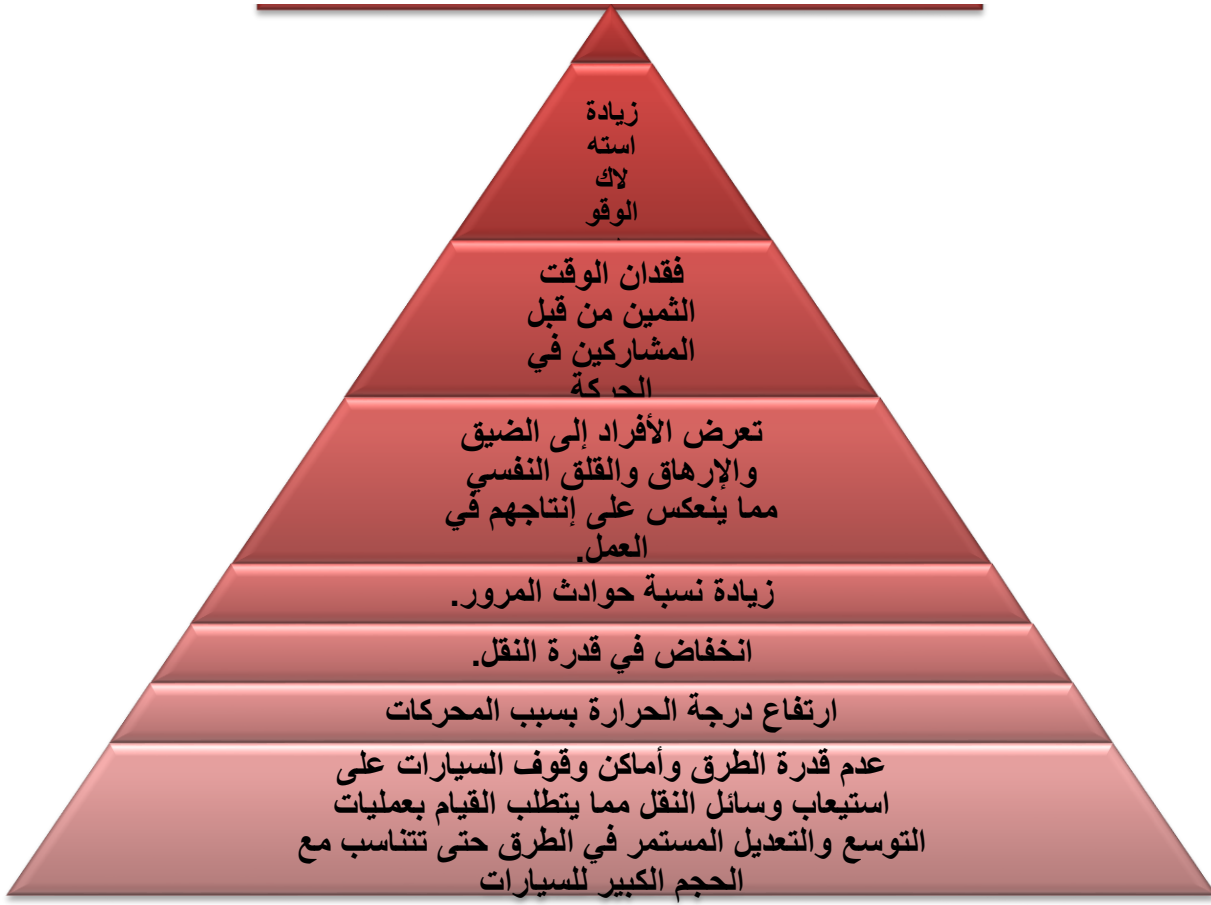 زيادة
استه
لاك
الوقو
فقدان الوقت
الثمين من قبل
المشاركين في
الحركة
تعرض الأفراد إلى الضيق
والإرهاق والقلق النفسي
مما ينعكس على إنتاجهم في
العمل.
زيادة نسبة حوادث المرور.
انخفاض في قدرة النقل.
ارتفاع درجة الحرارة بسبب المحركات
عدم قدرة الطرق وأماكن وقوف السيارات على
استيعاب وسائل النقل مما يتطلب القيام بعمليات
التوسع والتعديل المستمر في الطرق حتى تتناسب مع
الحجم الكبير للسيارات